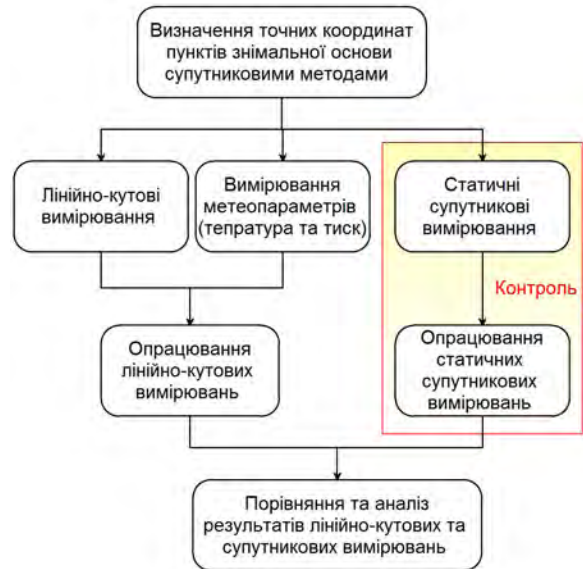 Визначення точних координат
пунктів знімальної основи
супутниковими методами
Лінійно-кутові
вимірювання
Вимірювання
метеопараметрів
(тепратура та тиск)
Статичні
супутникові
вимірювання
Контроль
Опрацювання
лінійно-кутових
вимірювань
Опрацювання
статичних
супутникових
вимірювань
Порівняння та аналіз
результатів лінійно-кутових та
супутникових вимірювань